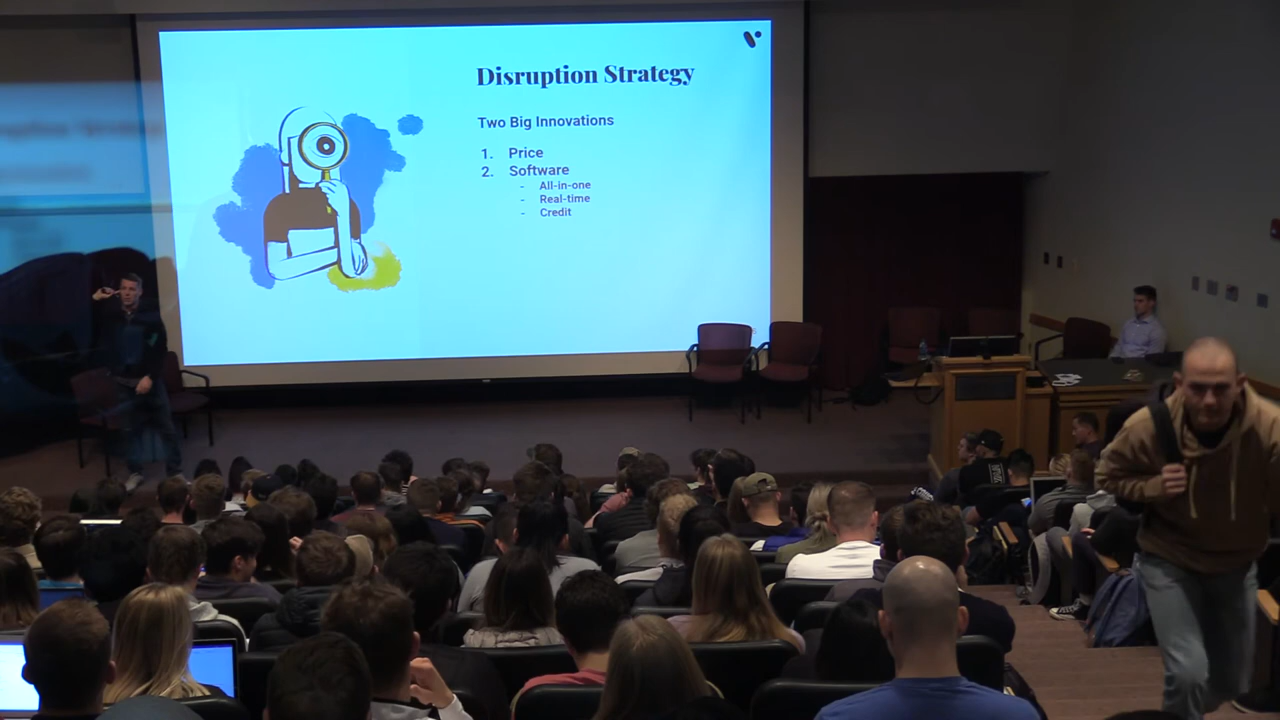 Disruption Strategy
Two Big Innovations
1. Price
2. Software
- All-in-one
- Real-time
- Credit